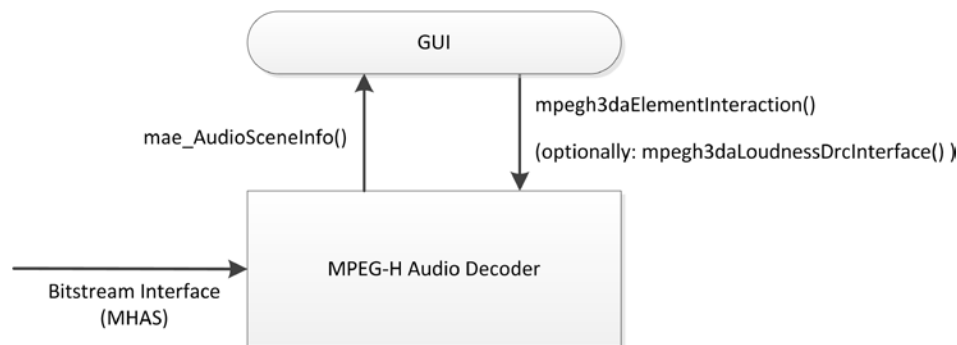 GUI
mae_AudioSceneInfo()
mpegh3daElementInteraction()
(optionally: mpegh3daLoudnessDrcInterface() )
MPEG-H Audio Decoder
Bitstream Interface
(MHAS)